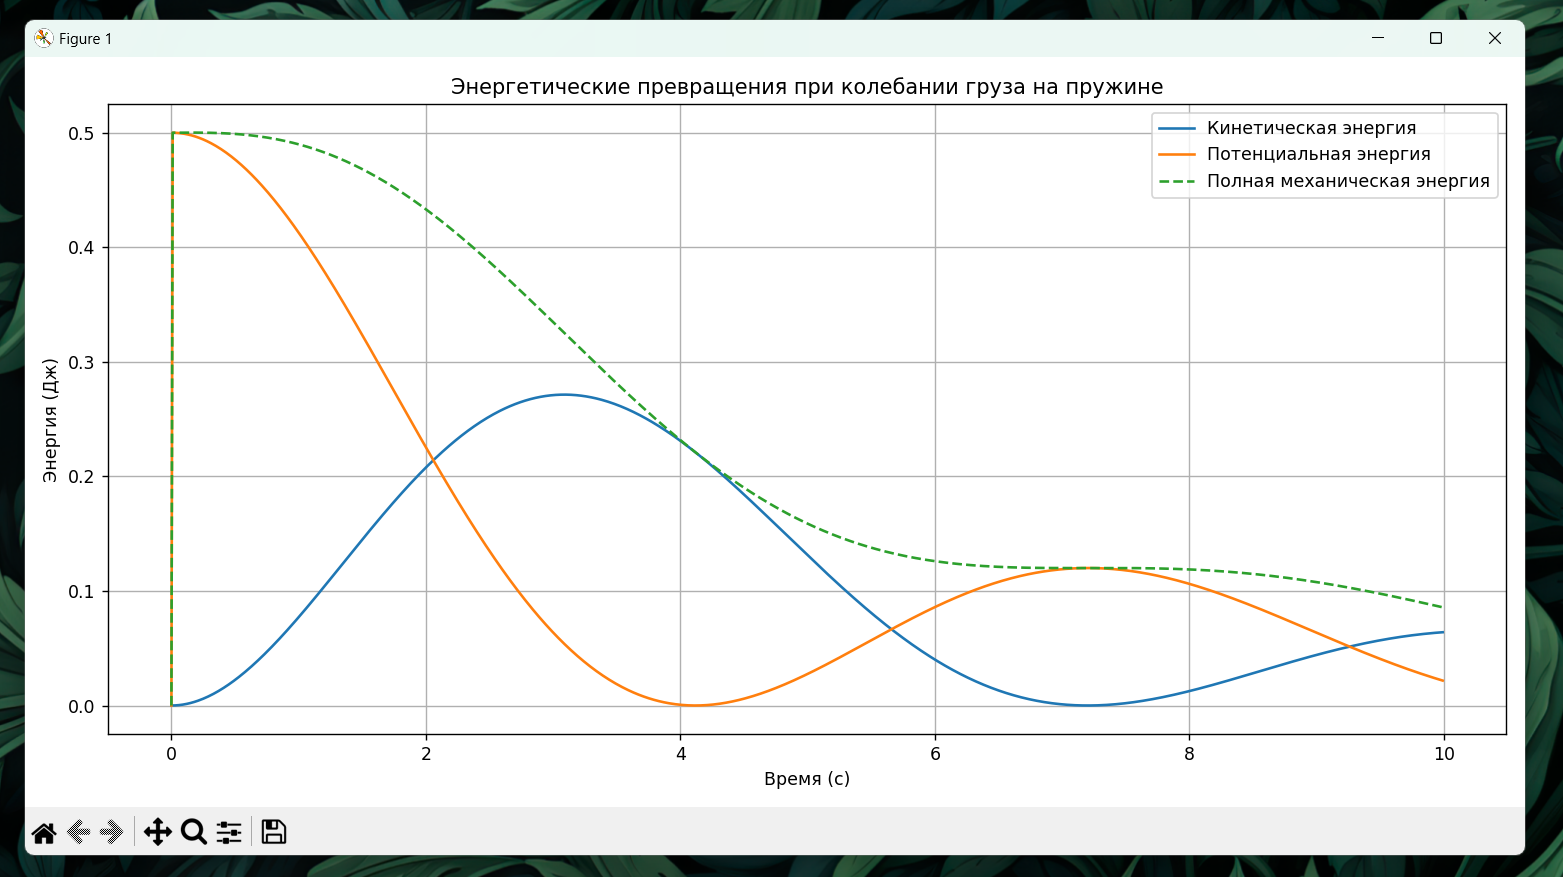 Figure 1
Энергетические превращения при колебании груза на пружине
Кинетическая энергия
Потенциальная энергия
Полная механическая энергия
Энергия (Дж)
0.5
0.4
0.3
0.2
0.1
0.0
0 2 4 6 8 10
Время (с)